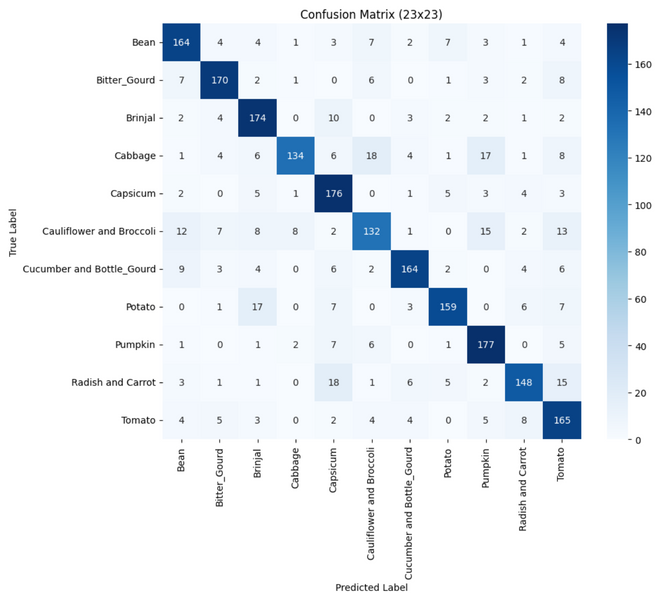 Confusion Matrix (23x23)
Bean 164 4 4 1 3 7 2 7 3 1 4
Bitter_Gourd 7 170 2 1 0 6 0 1 3 2 8
Brinjal 2 4 174 0 10 0 3 2 2 1 2
Cabbage 1 4 6 134 6 18 4 1 17 1 8
Capsicum 2 0 5 1 176 0 1 5 3 4 3
Cauliflower and Broccoli 12 7 8 8 2 132 1 0 15 2 13
Cucumber and Bottle_Gourd 9 3 4 0 6 2 164 2 0 4 6
Potato 0 1 17 0 7 0 3 159 0 6 7
Pumpkin 1 0 1 2 7 6 0 1 177 0 5
Radish and Carrot 3 1 1 0 18 1 6 5 2 148 15
Tomato 4 5 3 0 2 4 4 0 5 8 165
True Label
Bean
Bitter_Gourd
Brinjal
Cabbage
Capsicum
Cauliflower and Broccoli
Cucumber and Bottle_Gourd
Potato
Pumpkin
Radish and Carrot
Tomato
Predicted Label
160
140
120
100
80
60
40
20
0